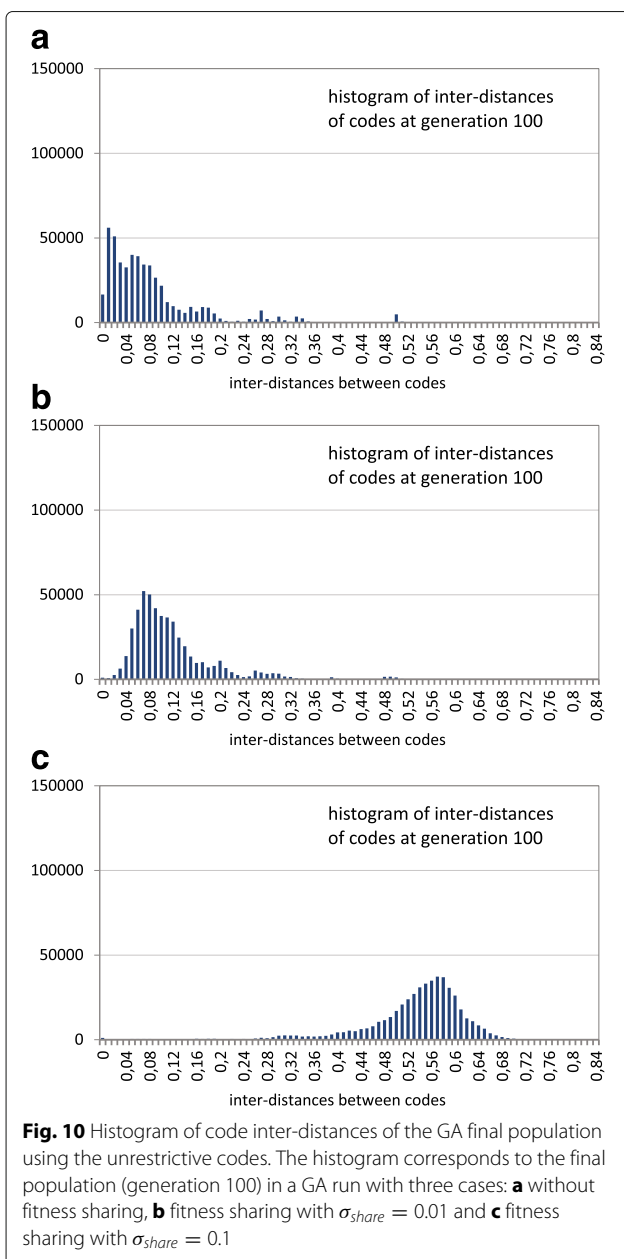 a
150000
histogram of inter-distances
of codes at generation 100
100000
50000
0
0 0,04 0,08 0,12 0,16 0,2 0,24 0,28 0,32 0,36 0,4 0,44 0,48 0,52 0,56 0,6 0,64 0,68 0,72 0,76 0,8 0,84
inter-distances between codes
b
150000
histogram of inter-distances
of codes at generation 100
100000
50000
0
0 0,04 0,08 0,12 0,16 0,2 0,24 0,28 0,32 0,36 0,4 0,44 0,48 0,52 0,56 0,6 0,64 0,68 0,72 0,76 0,8 0,84
inter-distances between codes
c
150000
histogram of inter-distances
of codes at generation 100
100000
50000
0
0 0,04 0,08 0,12 0,16 0,2 0,24 0,28 0,32 0,36 0,4 0,44 0,48 0,52 0,56 0,6 0,64 0,68 0,72 0,76 0,8 0,84
inter-distances between codes
Fig. 10 Histogram of code inter-distances of the GA final population
using the unrestrictive codes. The histogram corresponds to the final
population (generation 100) in a GA run with three cases: a without
fitness sharing, b fitness sharing with σshare = 0.01 and c fitness
sharing with σshare = 0.1